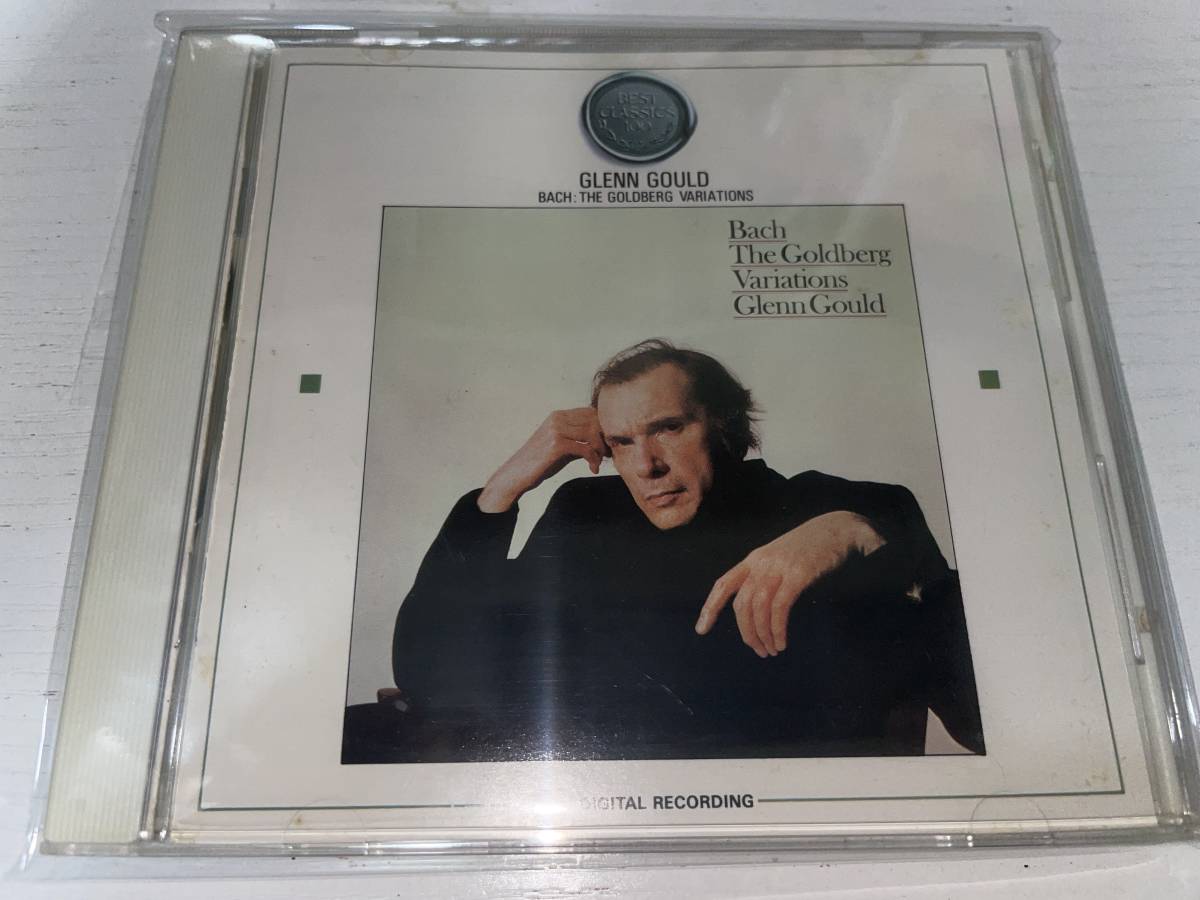 BEST
CLASSICS
100
GLENN GOULD
BACH: THE GOLDBERG VARIATIONS
Bach
The Goldberg
Variations
Glenn Gould
DIGITAL RECORDING